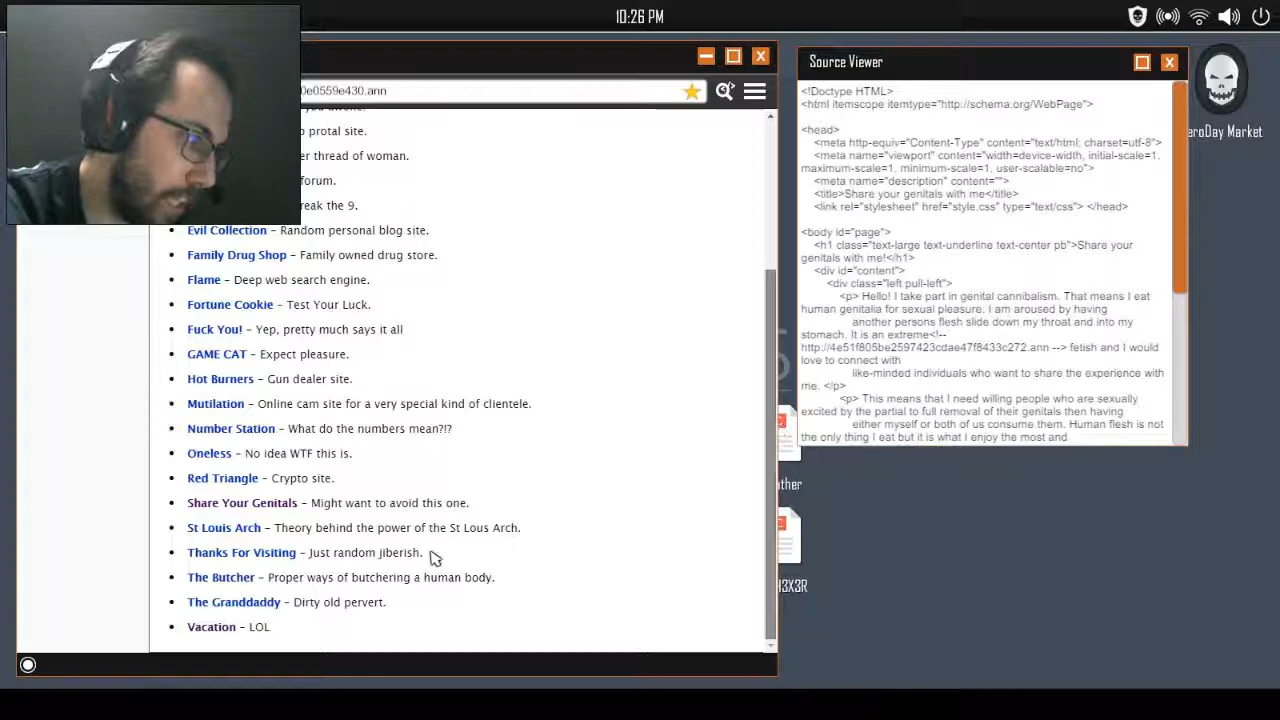 10:26 PM
Source Viewer
0e0559e430.ann
<!Doctype HTML>
<html itemscope itemtype="http://schema.org/WebPage">
<head>
<meta http-equiv="Content-Type" content="text/html; charset=utf-8">
<meta name="viewport" content="width=device-width, initial-scale=1,
maximum-scale=1, minimum-scale=1, user-scalable=no">
<meta name="description" content="">
<title>Share your genitals with me</title>
<link rel="stylesheet" href="style.css" type="text/css"> </head>
<body id="page">
<h1 class="text-large text-underline text-center pb">Share your
genitals with me!</h1>
<div id="content">
<div class="left pull-left">
<p> Hello! I take part in genital cannibalism. That means I eat
human genitalia for sexual pleasure. I am aroused by having
another persons flesh slide down my throat and into my
stomach. It is an extreme<!--
http://4e51f805be2597423cdae47f8433c272.ann --> fetish and I would
love to connect with
like-minded individuals who want to share the experience with
me. </p>
<p> This means that I need willing people who are sexually
excited by the partial to full removal of their genitals then having
either myself or both of us consume them. Human flesh is not
the only thing I eat but it is what I enjoy the most and
eroDay Market
protal site.
er thread of woman.
forum.
reak the 9.
Evil Collection – Random personal blog site.
Family Drug Shop – Family owned drug store.
Flame – Deep web search engine.
Fortune Cookie – Test Your Luck.
Fuck You! – Yep, pretty much says it all
GAME CAT – Expect pleasure.
Hot Burners – Gun dealer site.
Mutilation – Online cam site for a very special kind of clientele.
Number Station – What do the numbers mean?!?
Oneless – No idea WTF this is.
Red Triangle – Crypto site.
Share Your Genitals – Might want to avoid this one.
St Louis Arch – Theory behind the power of the St Lous Arch.
Thanks For Visiting – Just random jiberish.
The Butcher – Proper ways of butchering a human body.
The Granddaddy – Dirty old pervert.
Vacation – LOL
ather
H3X3R